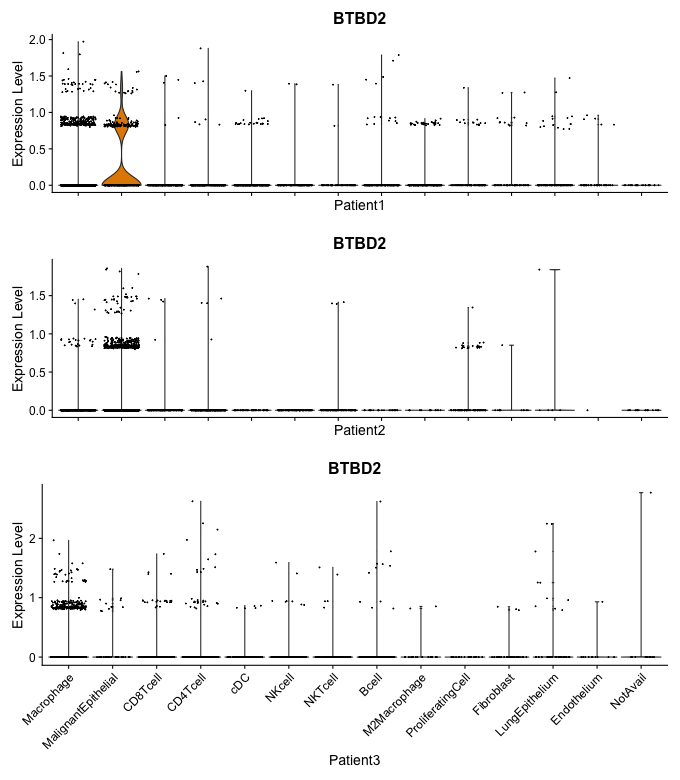 BTBD2
Expression Level
2.0
1.5
1.0
0.5
0.0
Patient1
BTBD2
Expression Level
1.5
1.0
0.5
0.0
Patient2
BTBD2
Expression Level
2
1
0
Macrophage
MalignantEpithelial
CD8Tcell
CD4Tcell
cDC
NKcell
NKTcell
Bcell
M2Macrophage
ProliferatingCell
Fibroblast
LungEpithelium
Endothelium
NotAvail
Patient3